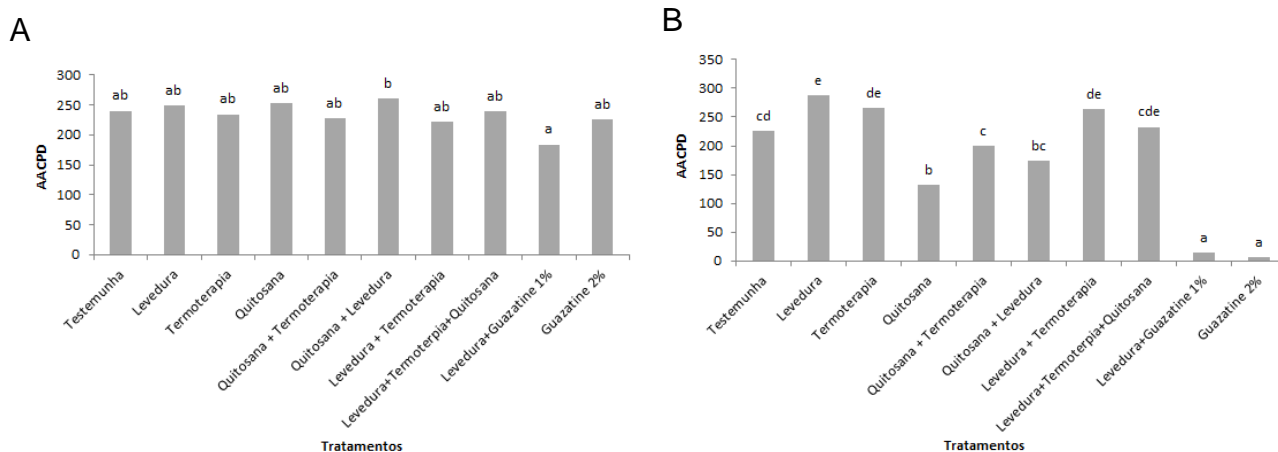 A
300
250
200
150
100
50
0
AACPD
ab
ab
ab
ab
ab
b
ab
ab
a
ab
Testemunha
Levedura
Termoterapia
Quitosana
Quitosana + Termoterapia
Quitosana + Levedura
Levedura + Termoterapia
Levedura+Termoterpia+Quitosana
Levedura+Guazatine 1%
Guazatine 2%
Tratamentos
B
350
300
250
200
150
100
50
0
AACPD
cd
e
de
b
c
bc
de
cde
a
a
Testemunha
Levedura
Termoterapia
Quitosana
Quitosana + Termoterapia
Quitosana + Levedura
Levedura + Termoterapia
Levedura+Termoterpia+Quitosana
Levedura+Guazatine 1%
Guazatine 2%
Tratamentos